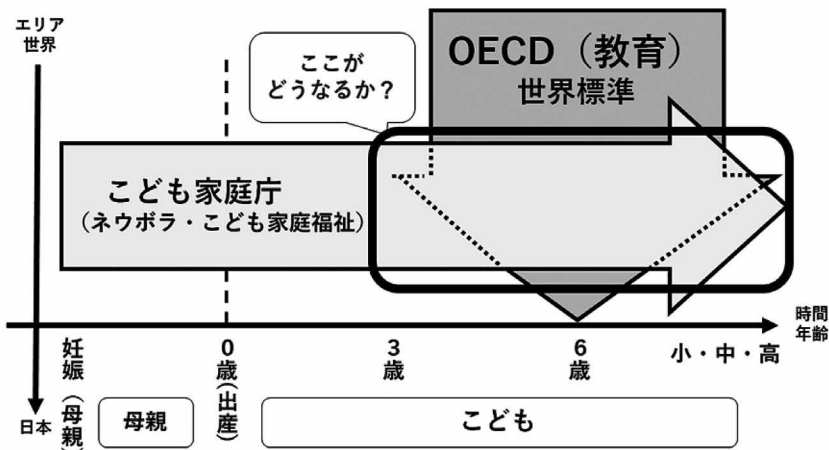 エリア
世界
ここが
どうなるか？
OECD（教育）
世界標準
こども家庭庁
（ネウボラ・こども家庭福祉）
時間
年齢
妊娠（母親）
0歳（出産）
3歳
6歳
小・中・高
日本
母親
こども